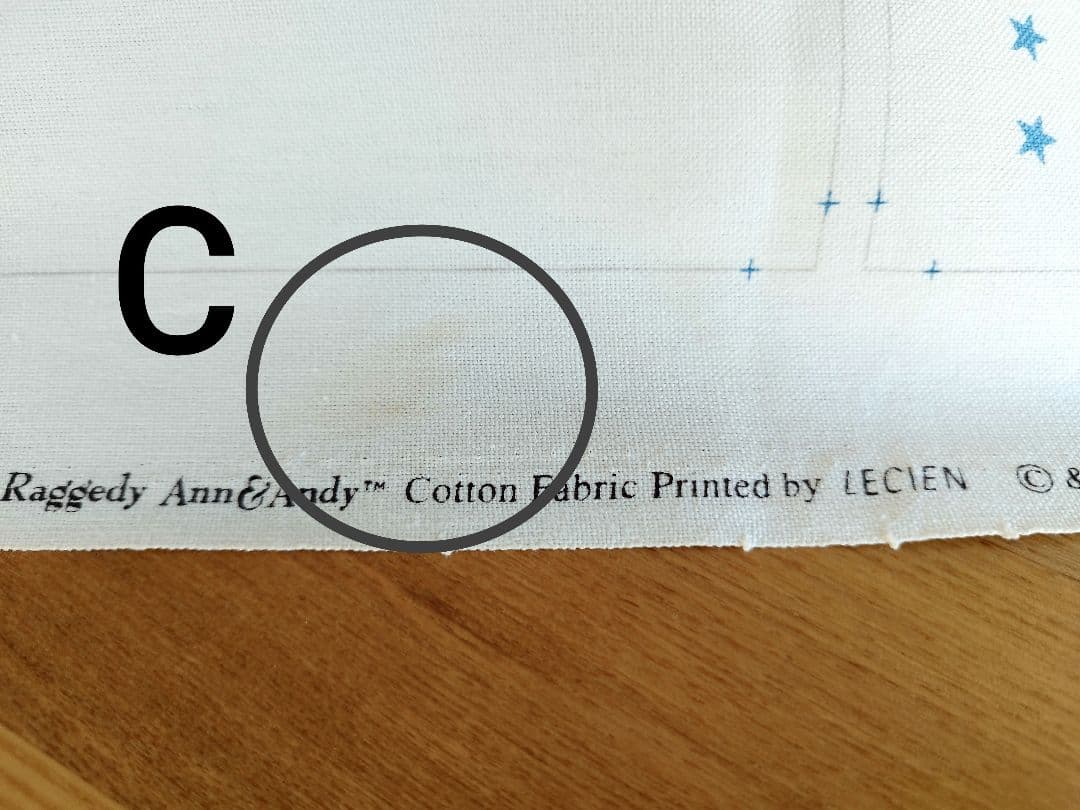 C
Raggedy Ann & Andy™ Cotton Fabric Printed by LECIEN © &